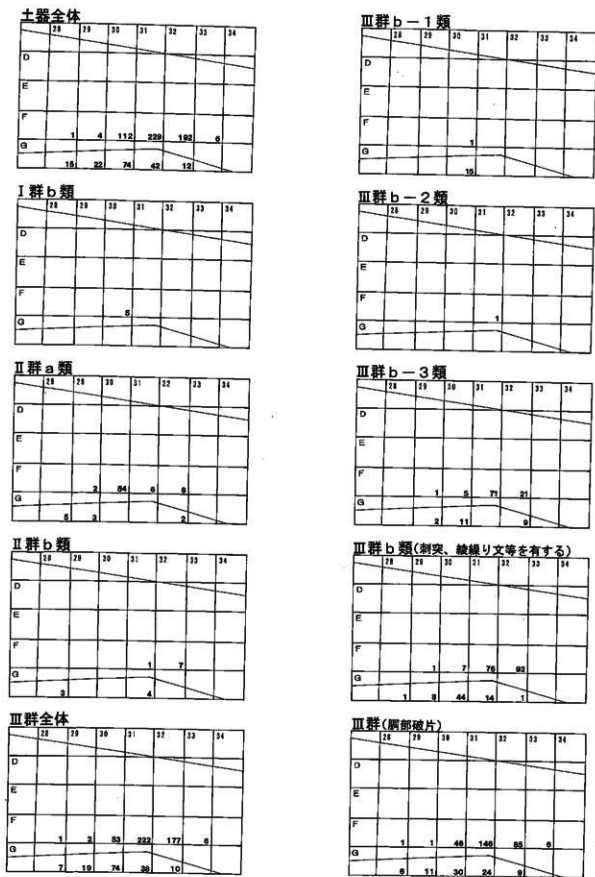 土器全体
28 29 30 31 32 33 34
D
E
F
1 4 112 229 192 6
G
15 22 74 42 12
Ⅰ群b類
28 29 30 31 32 33 34
D
E
F
G
Ⅱ群a類
28 29 30 31 32 33 34
D
E
F
2 54 6 8
G
5 3 2
Ⅱ群b類
28 29 30 31 32 33 34
D
E
F
1 7
G
3 4
Ⅲ群全体
28 29 30 31 32 33 34
D
E
F
1 2 53 222 177 6
G
7 19 74 38 10
Ⅲ群b-1類
28 29 30 31 32 33 34
D
E
F
1
G
15
Ⅲ群b-2類
28 29 30 31 32 33 34
D
E
F
1
G
Ⅲ群b-3類
28 29 30 31 32 33 34
D
E
F
1 5 71 21
G
2 11 9
Ⅲ群b類(刺突、綾繰り文等を有する)
28 29 30 31 32 33 34
D
E
F
1 7 76 92
G
1 8 44 14 1
Ⅲ群(胴部破片)
28 29 30 31 32 33 34
D
E
F
1 1 46 146 85 6
G
6 11 30 24 9